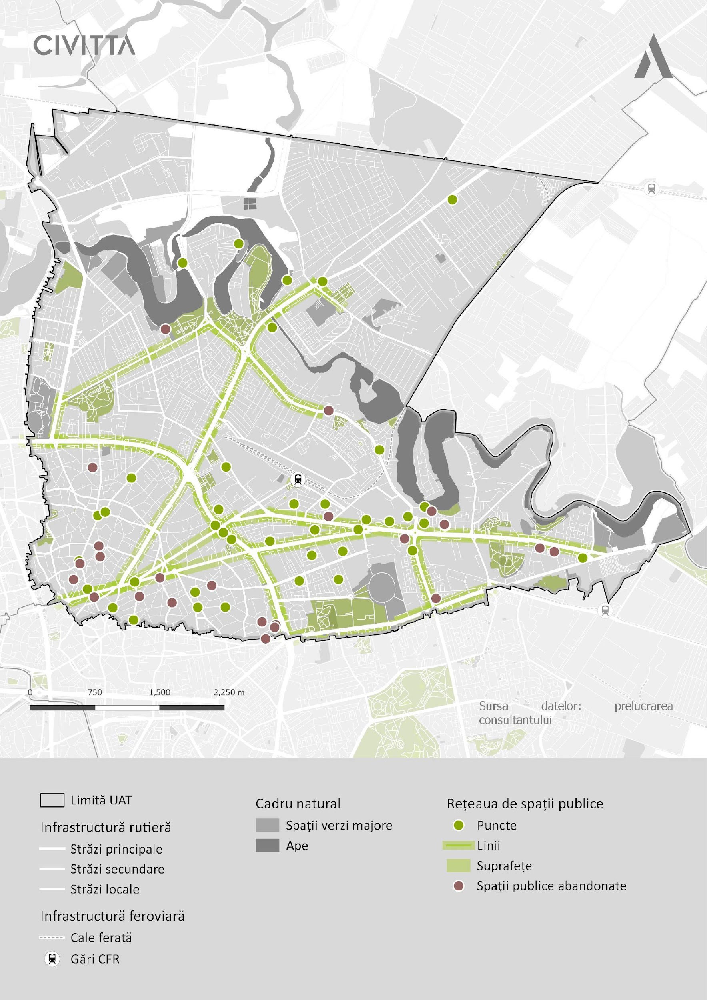 CIVITTA
0 750 1,500 2,250 m
Sursa datelor: prelucrarea
consultantului
Limită UAT
Infrastructură rutieră
Străzi principale
Străzi secundare
Străzi locale
Infrastructură feroviară
Cale ferată
Gări CFR
Cadru natural
Spații verzi majore
Ape
Rețeaua de spații publice
Puncte
Linii
Suprafețe
Spaţii publice abandonate